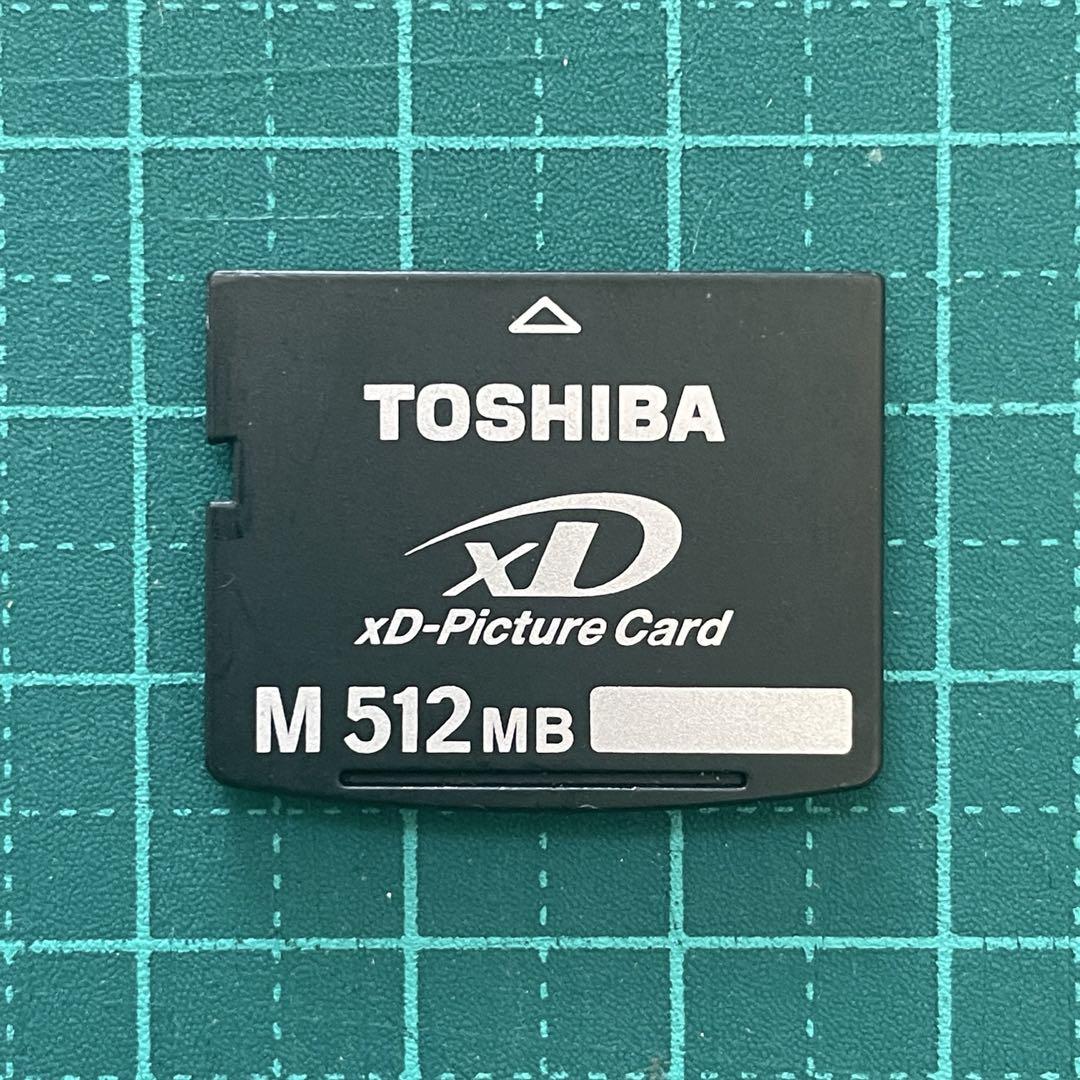 TOSHIBA
xD
xD-Picture Card
M 512MB